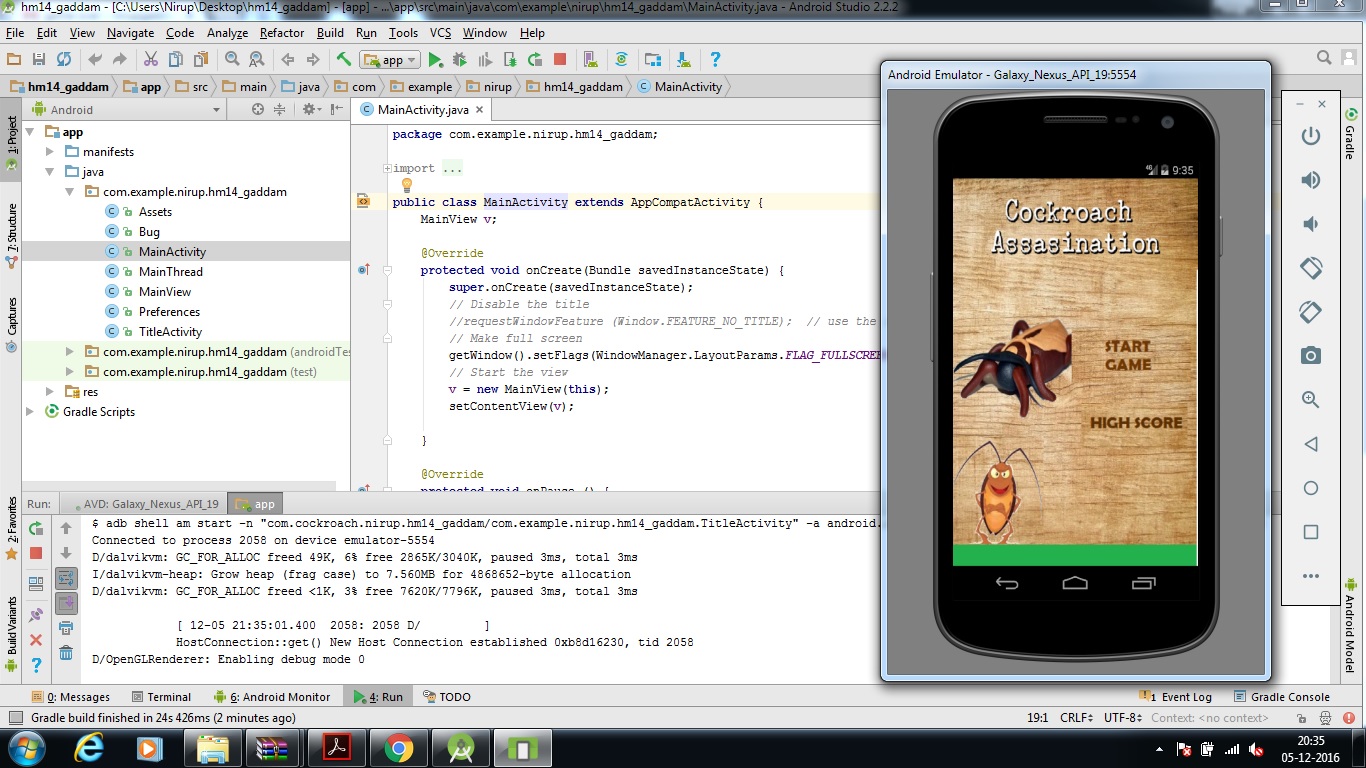 hm14_gaddam - [C:\Users\Nirup\Desktop\hm14_gaddam] - [app] - ...\app\src\main\java\com\example\nirup\hm14_gaddam\MainActivity.java - Android Studio 2.2.2
File Edit View Navigate Code Analyze Refactor Build Run Tools VCS Window Help
app
hm14_gaddam app src main java com example nirup hm14_gaddam MainActivity
Android
MainActivity.java
1: Project
7: Structure
Captures
2: Favorites
Build Variants
app
manifests
java
com.example.nirup.hm14_gaddam
Assets
Bug
MainActivity
MainThread
MainView
Preferences
TitleActivity
com.example.nirup.hm14_gaddam (androidTes
com.example.nirup.hm14_gaddam (test)
res
Gradle Scripts
package com.example.nirup.hm14_gaddam;
import ...
public class MainActivity extends AppCompatActivity {
MainView v;
@Override
protected void onCreate(Bundle savedInstanceState) {
super.onCreate(savedInstanceState);
// Disable the title
//requestWindowFeature (Window.FEATURE_NO_TITLE);  // use the
// Make full screen
getWindow().setFlags(WindowManager.LayoutParams.FLAG_FULLSCREE
// Start the view
v = new MainView(this);
setContentView(v);
}
@Override
protected void onPause () {
Android Emulator - Galaxy_Nexus_API_19:5554
4G 9:35
Cockroach
Assasination
START
GAME
HIGH SCORE
Gradle
Android Model
Run: AVD: Galaxy_Nexus_API_19 app
$ adb shell am start -n "com.cockroach.nirup.hm14_gaddam/com.example.nirup.hm14_gaddam.TitleActivity" -a android.
Connected to process 2058 on device emulator-5554
D/dalvikvm: GC_FOR_ALLOC freed 49K, 6% free 2865K/3040K, paused 3ms, total 3ms
I/dalvikvm-heap: Grow heap (frag case) to 7.560MB for 4868652-byte allocation
D/dalvikvm: GC_FOR_ALLOC freed <1K, 3% free 7620K/7796K, paused 3ms, total 3ms
[ 12-05 21:35:01.400  2058: 2058 D/         ]
HostConnection::get() New Host Connection established 0xb8d16230, tid 2058
D/OpenGLRenderer: Enabling debug mode 0
0: Messages Terminal 6: Android Monitor 4: Run TODO 1 Event Log Gradle Console
Gradle build finished in 24s 426ms (2 minutes ago) 19:1 CRLF UTF-8 Context: <no context>
20:35
05-12-2016